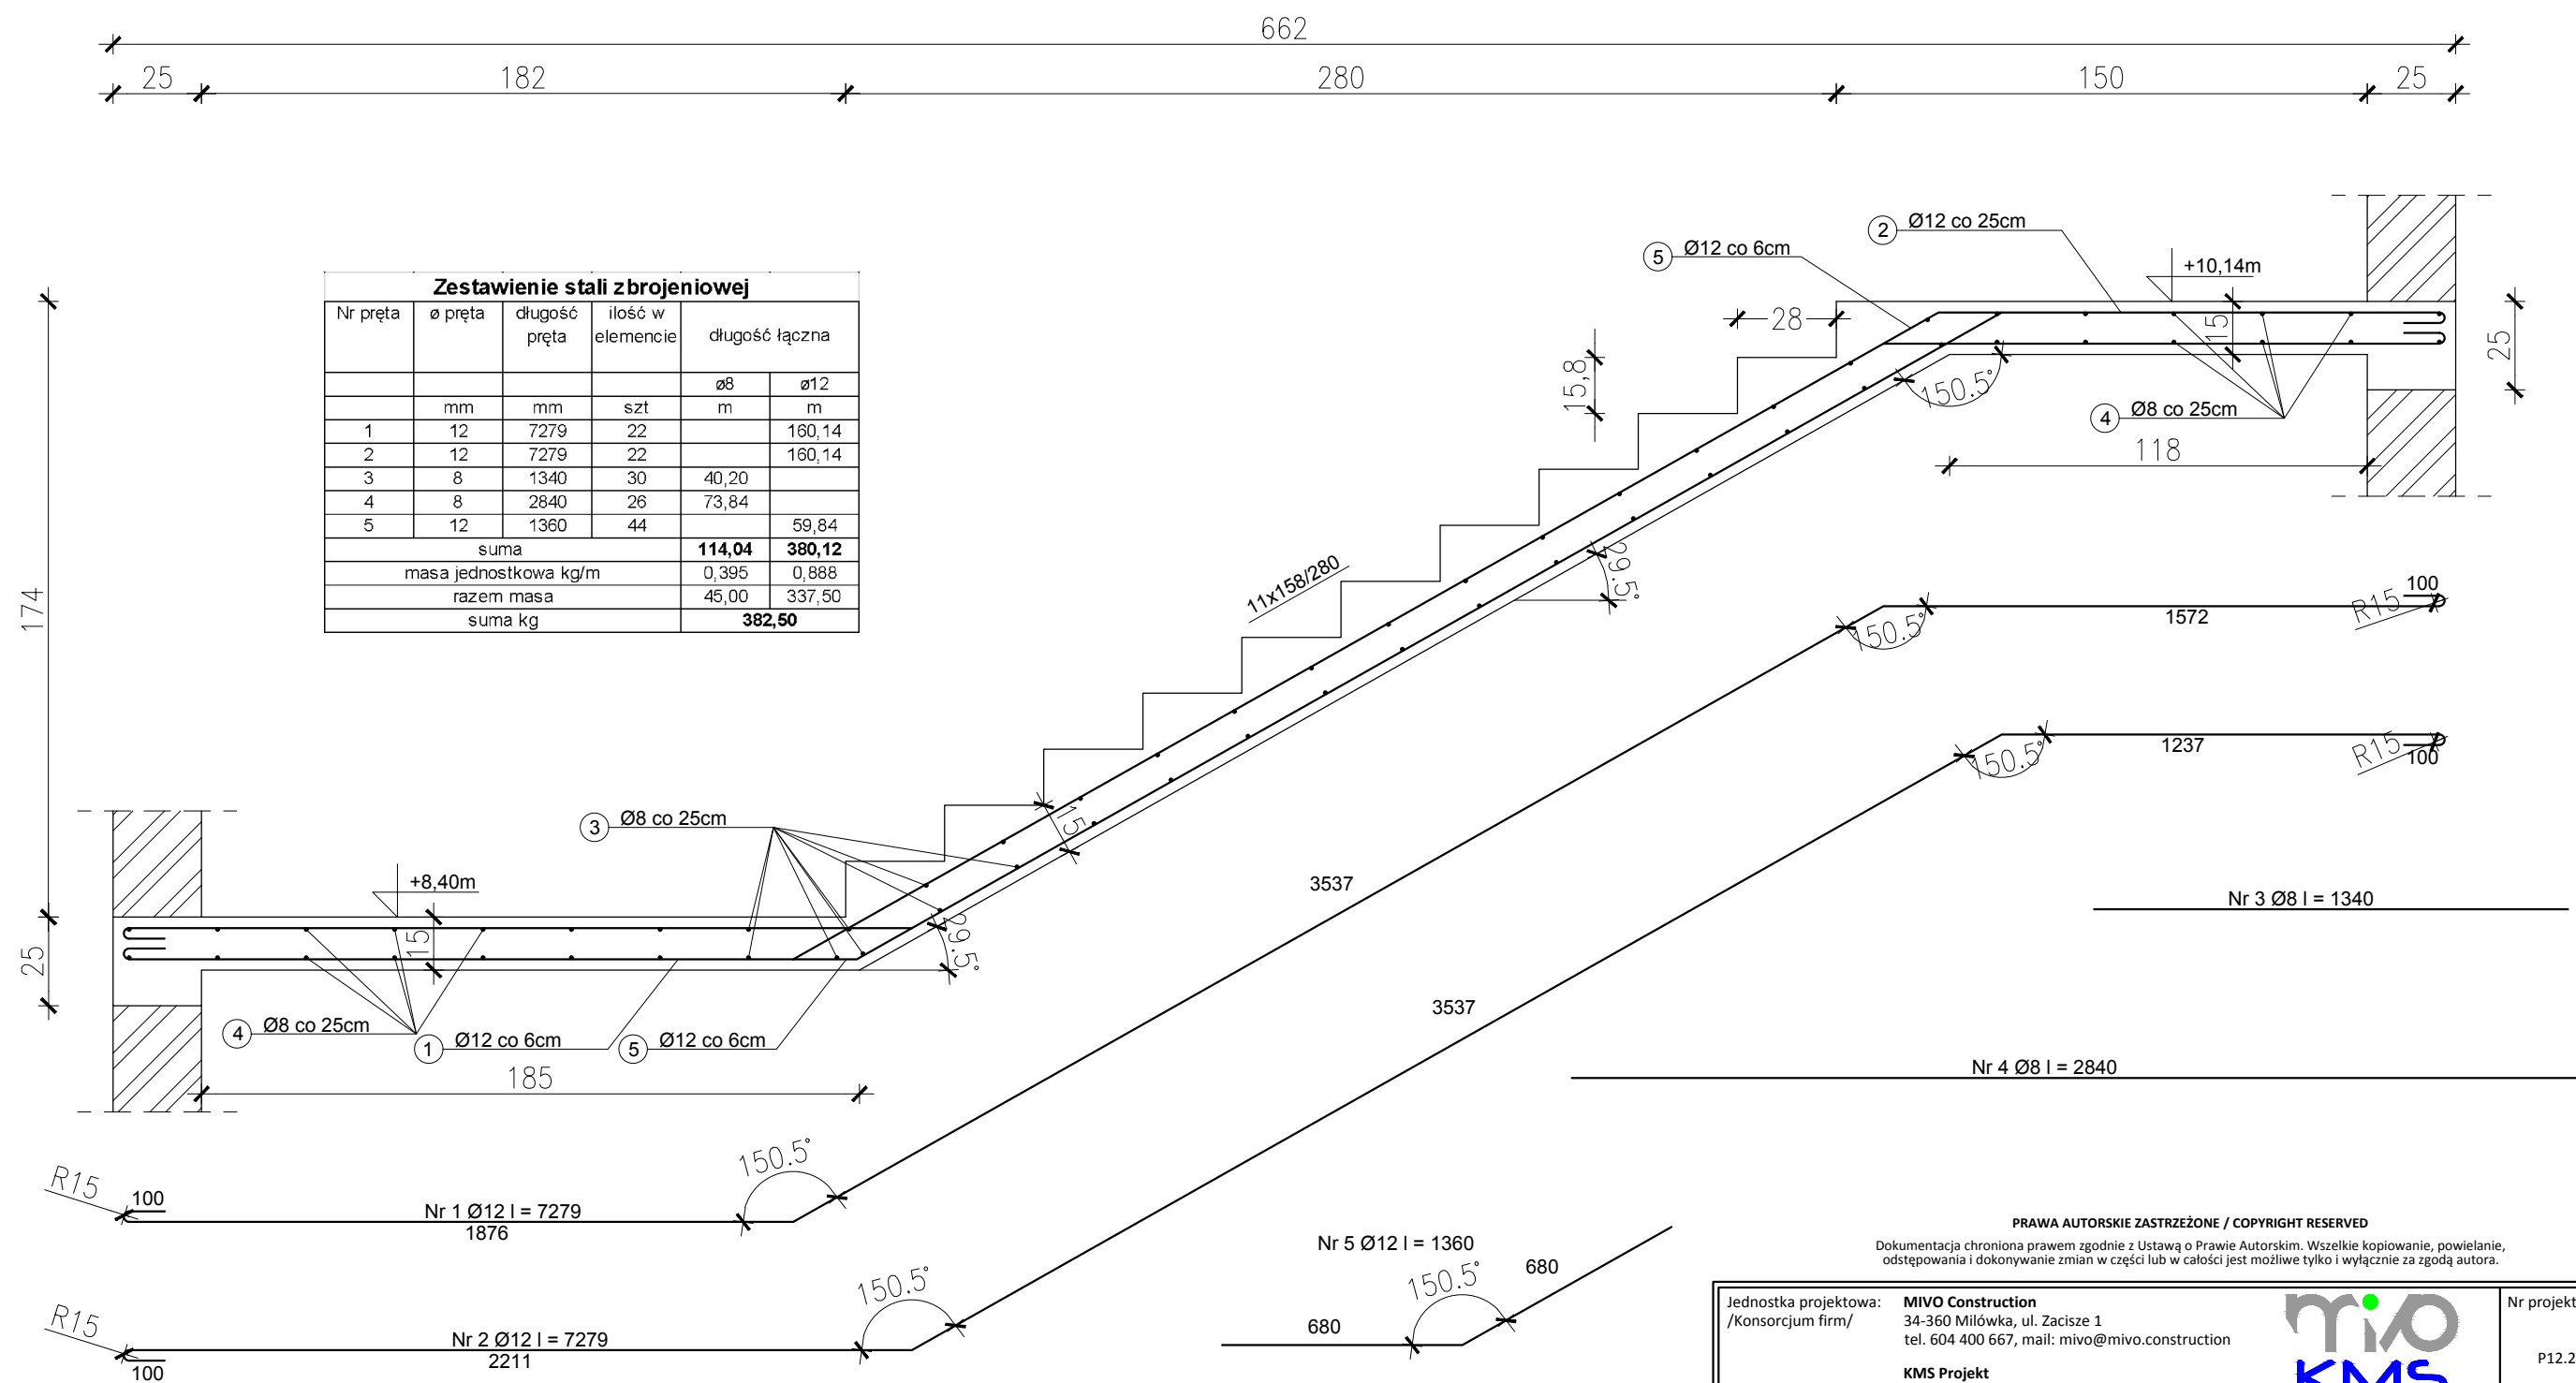 662
25 182 280 150 25
Ø12 co 25cm
2
5 Ø12 co 6cm
+10,14m
28
15
25
15,8
150.5°
4 Ø8 co 25cm
118
Zestawienie stali zbrojeniowej
Nr pręta ø pręta długość pręta ilość w elemencie długość łączna
ø8 ø12
mm mm szt m m
1 12 7279 22 160,14
2 12 7279 22 160,14
3 8 1340 30 40,20
4 8 2840 26 73,84
5 12 1360 44 59,84
suma 114,04 380,12
masa jednostkowa kg/m 0,395 0,888
razem masa 45,00 337,50
suma kg 382,50
174
11x158/280
29.5°
100
R15
150.5°
1572
R15
150.5°
1237
100
3 Ø8 co 25cm
15
+8,40m
15
29.5°
25
3537
Nr 3 Ø8 l = 1340
3537
4 Ø8 co 25cm
1 Ø12 co 6cm
5 Ø12 co 6cm
185
Nr 4 Ø8 l = 2840
150.5°
R15
100
Nr 1 Ø12 l = 7279
1876
150.5°
R15
Nr 2 Ø12 l = 7279
2211
100
Nr 5 Ø12 l = 1360
150.5°
680
680
PRAWA AUTORSKIE ZASTRZEŻONE / COPYRIGHT RESERVED
Dokumentacja chroniona prawem zgodnie z Ustawą o Prawie Autorskim. Wszelkie kopiowanie, powielanie,
odstępowania i dokonywanie zmian w części lub w całości jest możliwe tylko i wyłącznie za zgodą autora.
Jednostka projektowa: MIVO Construction
/Konsorcjum firm/ 34-360 Milówka, ul. Zacisze 1
tel. 604 400 667, mail: mivo@mivo.construction
KMS Projekt
mivo
KMS
Nr projekt
P12.2